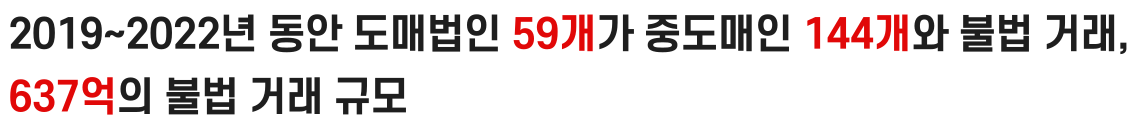 2019~2022년 동안 도매법인 59개가 중도매인 144개와 불법 거래,
637억의 불법 거래 규모